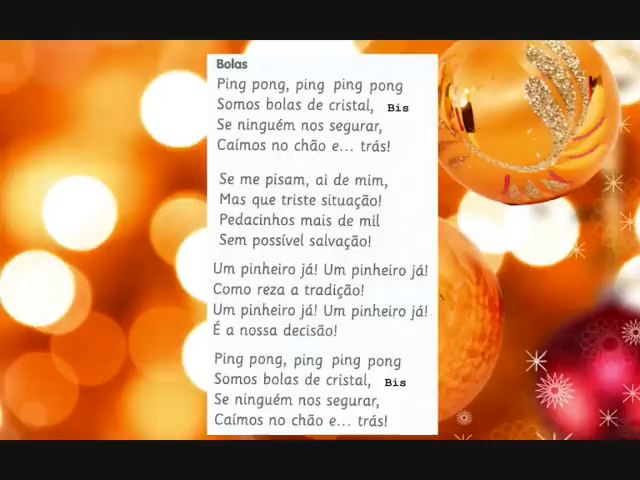 Bolas
Ping pong, ping ping pong
Somos bolas de cristal, Bis
Se ninguém nos segurar,
Caímos no chão e... trás!
Se me pisam, ai de mim,
Mas que triste situação!
Pedacinhos mais de mil
Sem possível salvação!
Um pinheiro já! Um pinheiro já!
Como reza a tradição!
Um pinheiro já! Um pinheiro já!
É a nossa decisão!
Ping pong, ping ping pong
Somos bolas de cristal, Bis
Se ninguém nos segurar,
Caímos no chão e... trás!